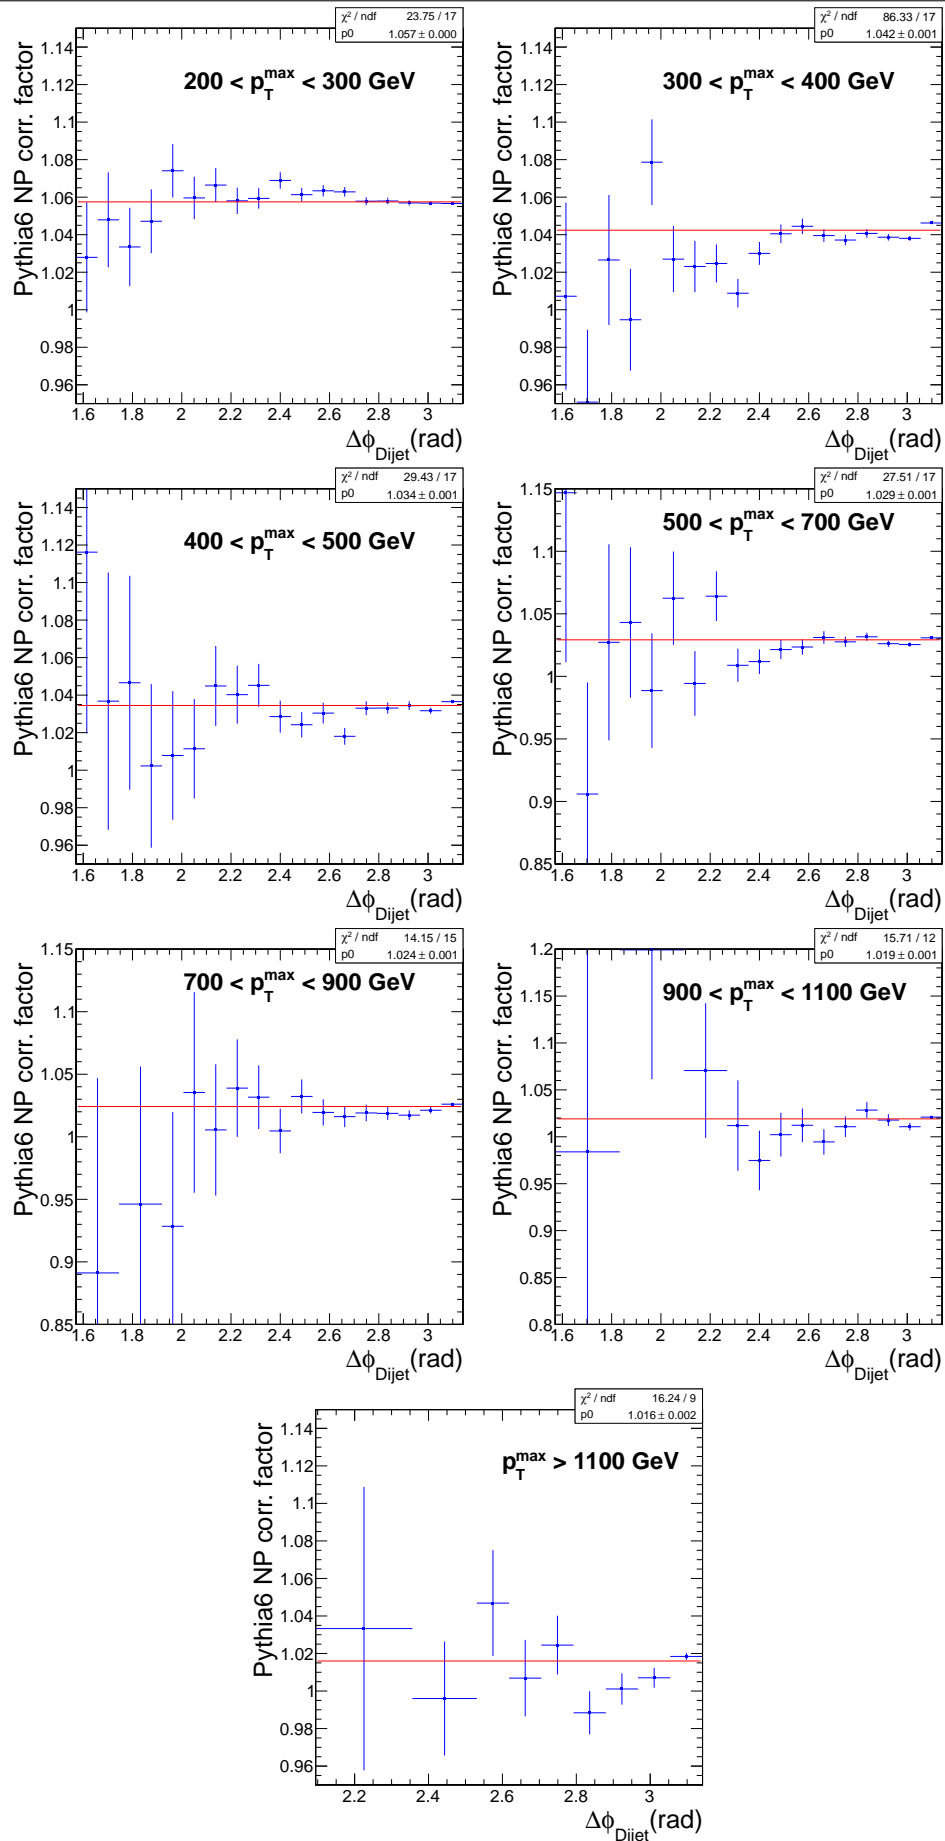 χ² / ndf 23.75 / 17
p0 1.057 ± 0.000
200 < p_T^max < 300 GeV
Pythia6 NP corr. factor
1.14
1.12
1.1
1.08
1.06
1.04
1.02
1
0.98
0.96
1.6 1.8 2 2.2 2.4 2.6 2.8 3
Δϕ_Dijet(rad)
χ² / ndf 86.33 / 17
p0 1.042 ± 0.001
300 < p_T^max < 400 GeV
Pythia6 NP corr. factor
1.14
1.12
1.1
1.08
1.06
1.04
1.02
1
0.98
0.96
1.6 1.8 2 2.2 2.4 2.6 2.8 3
Δϕ_Dijet(rad)
χ² / ndf 29.43 / 17
p0 1.034 ± 0.001
400 < p_T^max < 500 GeV
Pythia6 NP corr. factor
1.14
1.12
1.1
1.08
1.06
1.04
1.02
1
0.98
0.96
1.6 1.8 2 2.2 2.4 2.6 2.8 3
Δϕ_Dijet(rad)
χ² / ndf 27.51 / 17
p0 1.029 ± 0.001
500 < p_T^max < 700 GeV
Pythia6 NP corr. factor
1.15
1.1
1.05
1
0.95
0.9
0.85
1.6 1.8 2 2.2 2.4 2.6 2.8 3
Δϕ_Dijet(rad)
χ² / ndf 14.15 / 15
p0 1.024 ± 0.001
700 < p_T^max < 900 GeV
Pythia6 NP corr. factor
1.15
1.1
1.05
1
0.95
0.9
0.85
1.6 1.8 2 2.2 2.4 2.6 2.8 3
Δϕ_Dijet(rad)
χ² / ndf 15.71 / 12
p0 1.019 ± 0.001
900 < p_T^max < 1100 GeV
Pythia6 NP corr. factor
1.2
1.15
1.1
1.05
1
0.95
0.9
0.85
0.8
1.6 1.8 2 2.2 2.4 2.6 2.8 3
Δϕ_Dijet(rad)
χ² / ndf 16.24 / 9
p0 1.016 ± 0.002
p_T^max > 1100 GeV
Pythia6 NP corr. factor
1.14
1.12
1.1
1.08
1.06
1.04
1.02
1
0.98
0.96
2.2 2.4 2.6 2.8 3
Δϕ_Dijet(rad)